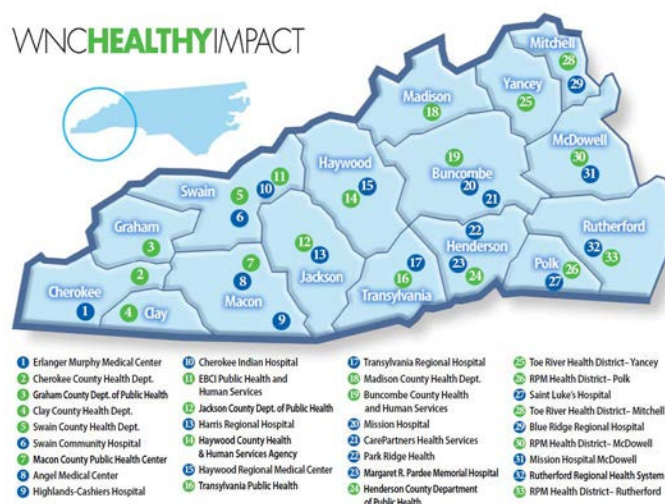 WNCHEALTHYIMPACT
Mitchell
28
29
Yancey
25
Madison
18
McDowell
30
31
19
Buncombe
20
21
Haywood
14
15
Swain
11
10
5
6
Graham
3
12
13
Jackson
17
16
Transylvania
22
Henderson
23
24
Rutherford
32
33
Polk
26
27
2
Cherokee
1
4
Clay
7
8
Macon
9
1 Erlanger Murphy Medical Center
2 Cherokee County Health Dept.
3 Graham County Dept. of Public Health
4 Clay County Health Dept.
5 Swain County Health Dept.
6 Swain Community Hospital
7 Macon County Public Health Center
8 Angel Medical Center
9 Highlands-Cashiers Hospital
10 Cherokee Indian Hospital
11 EBCI Public Health and
Human Services
12 Jackson County Dept. of Public Health
13 Harris Regional Hospital
14 Haywood County Health
& Human Services Agency
15 Haywood Regional Medical Center
16 Transylvania Public Health
17 Transylvania Regional Hospital
18 Madison County Health Dept.
19 Buncombe County Health
and Human Services
20 Mission Hospital
21 CarePartners Health Services
22 Park Ridge Health
23 Margaret R. Pardee Memorial Hospital
24 Henderson County Department
of Public Health
25 Toe River Health District– Yancey
26 RPM Health District– Polk
27 Saint Luke's Hospital
28 Toe River Health District– Mitchell
29 Blue Ridge Regional Hospital
30 RPM Health District– McDowell
31 Mission Hospital McDowell
32 Rutherford Regional Health System
33 RPM Health District– Rutherford